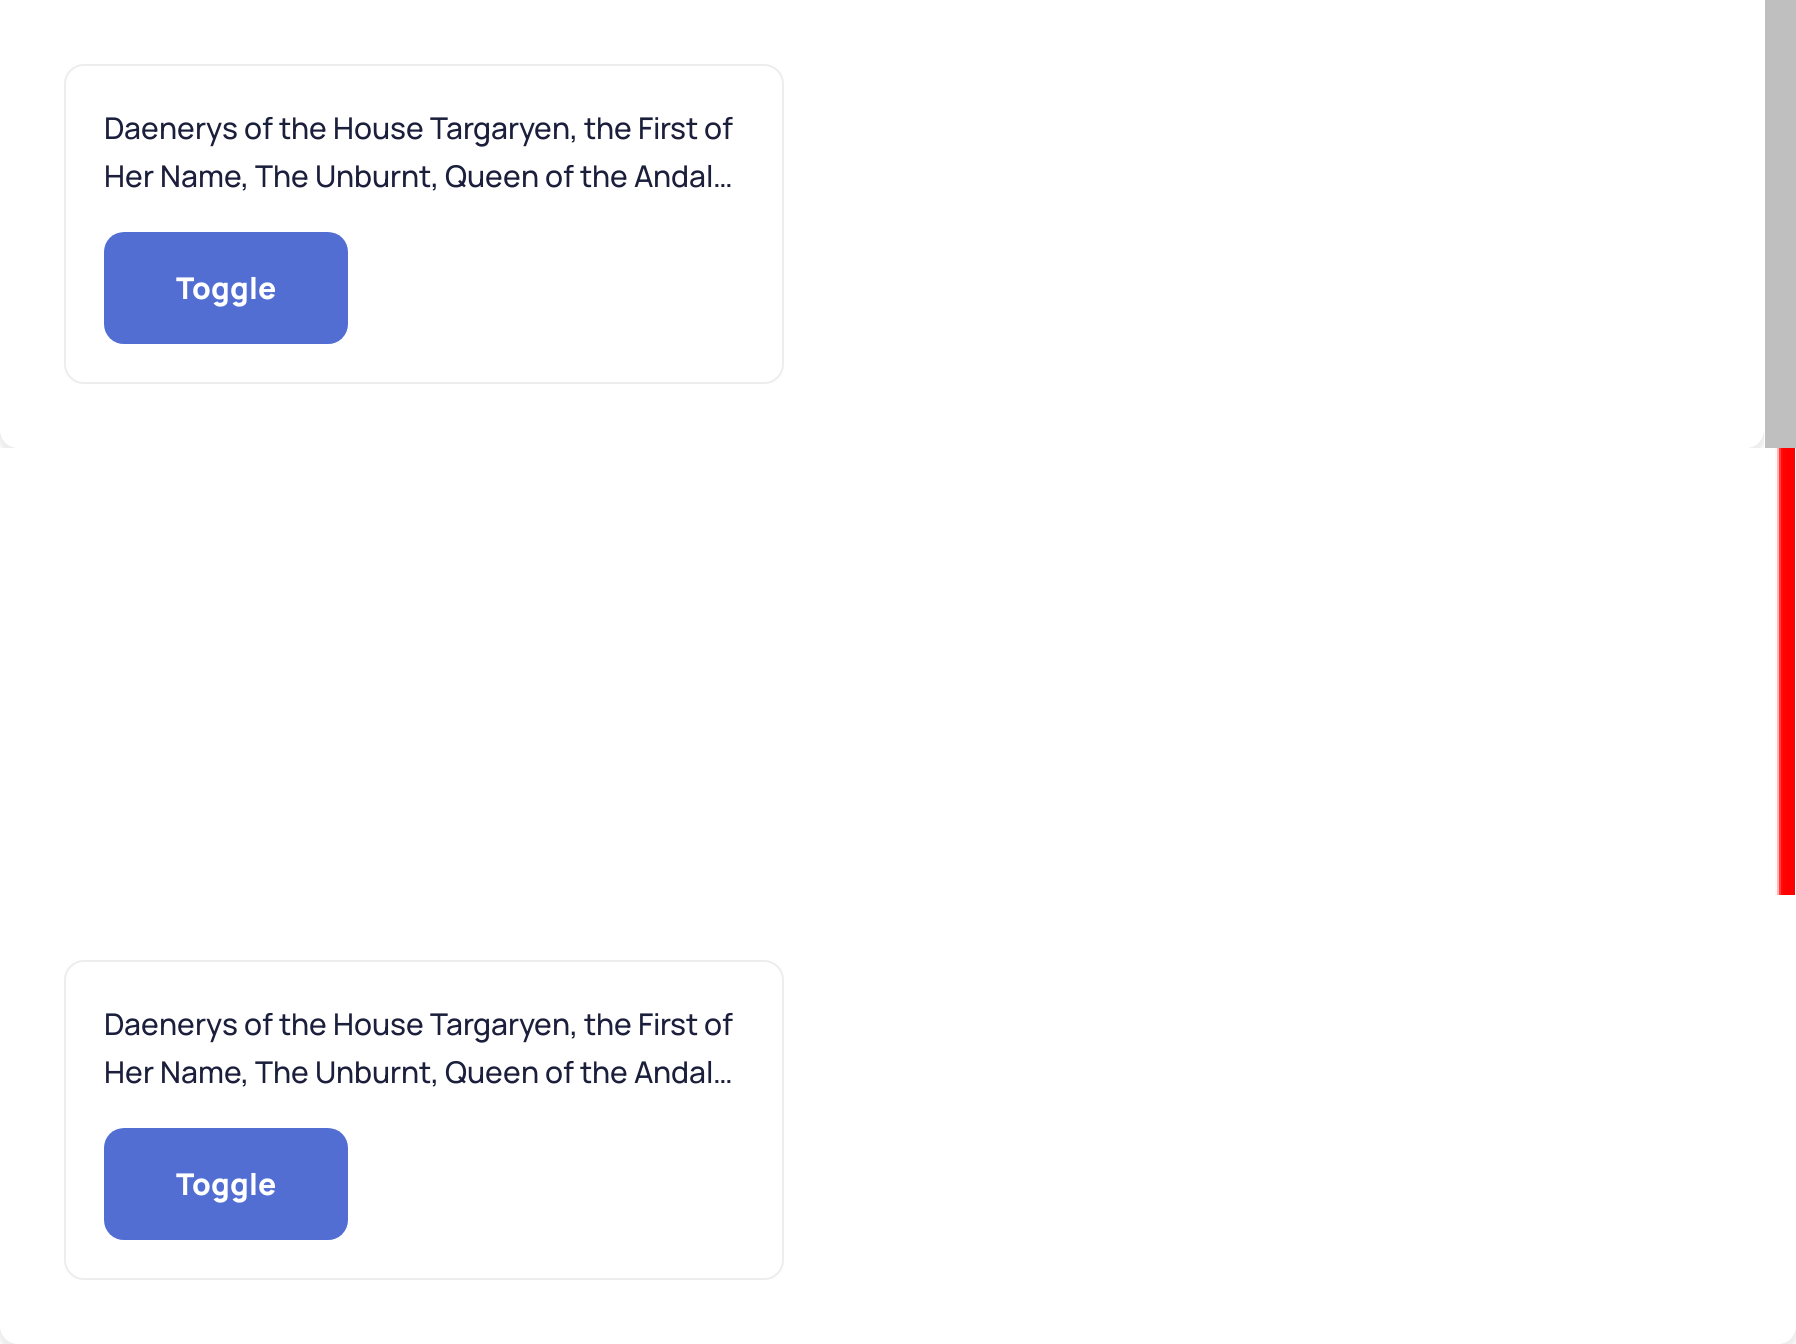 Daenerys of the House Targaryen, the First of
Her Name, The Unburnt, Queen of the Andal...
Toggle
Daenerys of the House Targaryen, the First of
Her Name, The Unburnt, Queen of the Andal...
Toggle